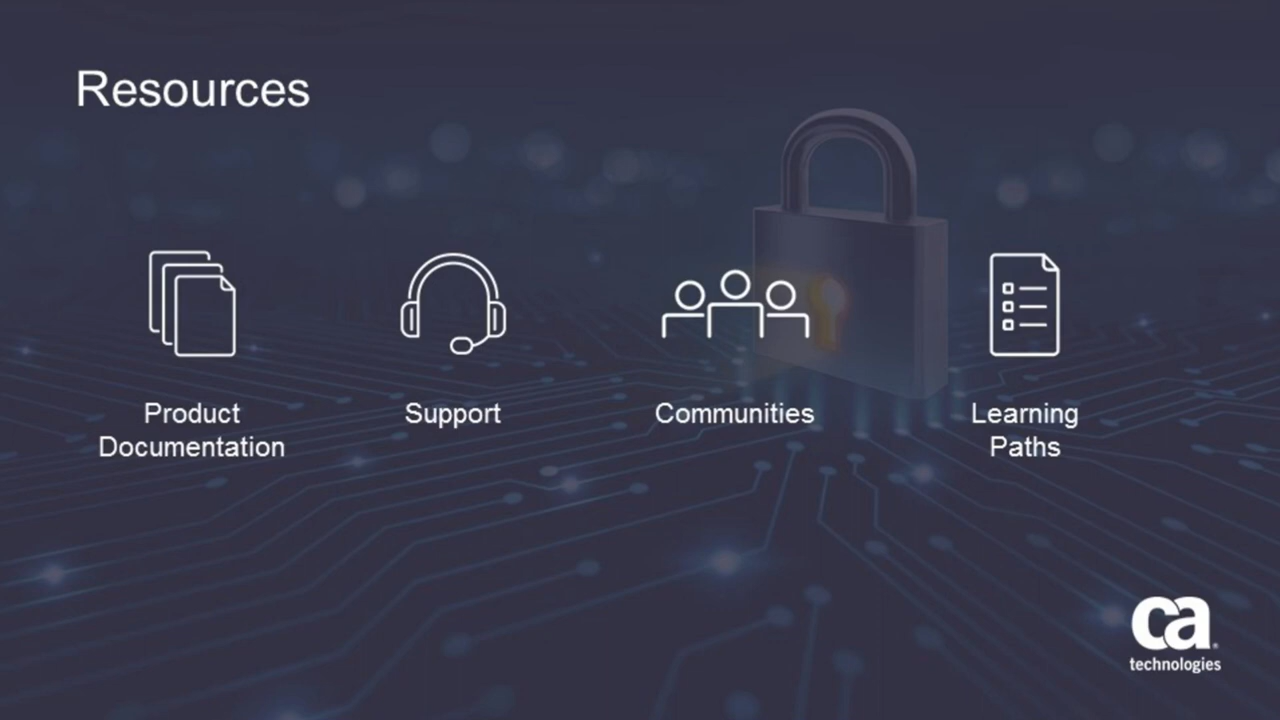 Resources
Product
Documentation
Support
Communities
Learning
Paths
ca
technologies